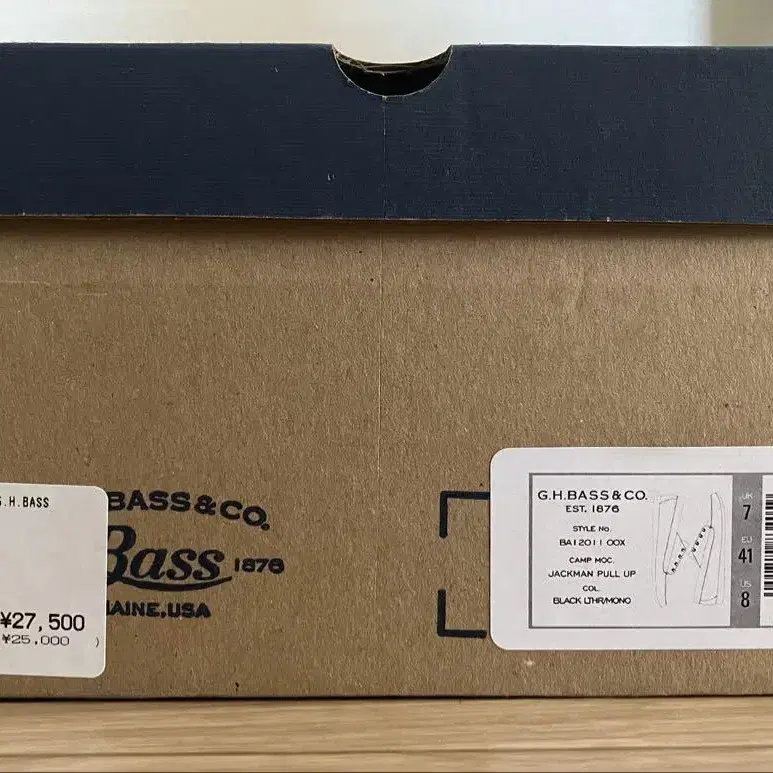 .H.BASS
¥27,500
¥25,000 )
BASS&CO.
Bass 1876
MAINE,USA
G.H.BASS&CO.
EST. 1876
STYLE No.
BA12011 00X
CAMP MOC.
JACKMAN PULL UP
COL.
BLACK LTHR/MONO
UK
7
EU
41
US
8